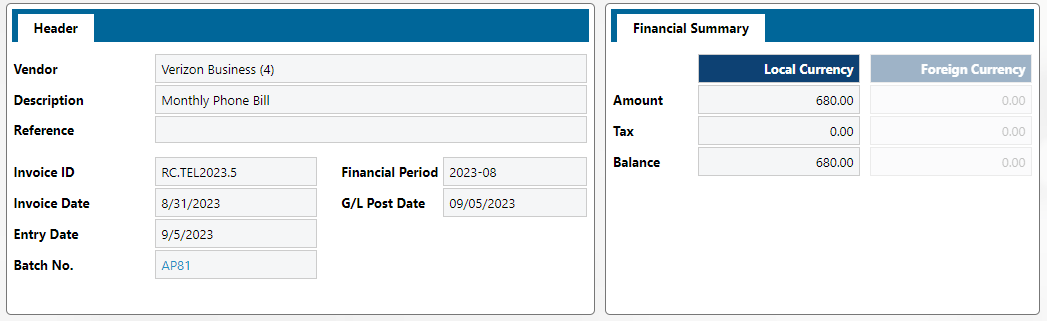 Header
Vendor Verizon Business (4)
Description Monthly Phone Bill
Reference
Invoice ID RC.TEL2023.5 Financial Period 2023-08
Invoice Date 8/31/2023 G/L Post Date 09/05/2023
Entry Date 9/5/2023
Batch No. AP81
Financial Summary
Local Currency Foreign Currency
Amount 680.00 0.00
Tax 0.00 0.00
Balance 680.00 0.00